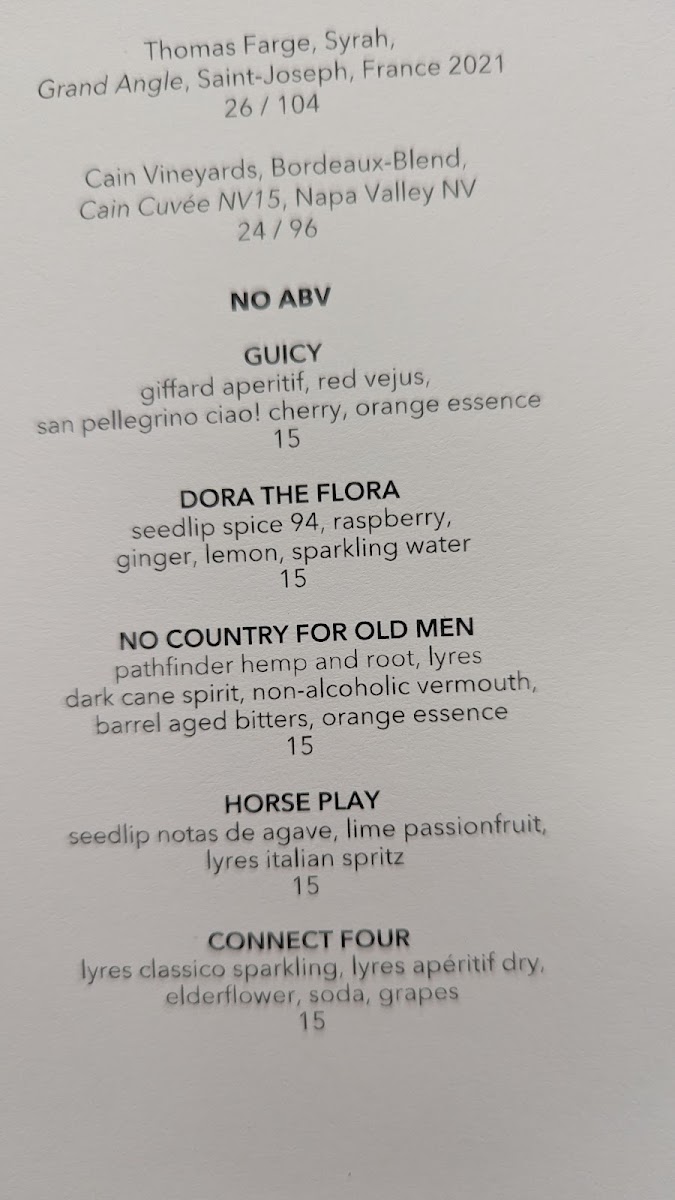 Thomas Farge, Syrah,
Grand Angle, Saint-Joseph, France 2021
26 / 104
Cain Vineyards, Bordeaux-Blend,
Cain Cuvée NV15, Napa Valley NV
24 / 96
NO ABV
GUICY
giffard aperitif, red vejus,
san pellegrino ciao! cherry, orange essence
15
DORA THE FLORA
seedlip spice 94, raspberry,
ginger, lemon, sparkling water
15
NO COUNTRY FOR OLD MEN
pathfinder hemp and root, lyres
dark cane spirit, non-alcoholic vermouth,
barrel aged bitters, orange essence
15
HORSE PLAY
seedlip notas de agave, lime passionfruit,
lyres italian spritz
15
CONNECT FOUR
lyres classico sparkling, lyres apéritif dry,
elderflower, soda, grapes
15